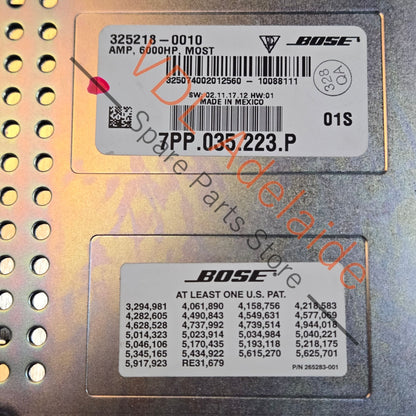 325218-0010
AMP, 6000HP, MOST
BOSE
325074002012560 - 10088111
328
QA
SW:02.11.17.12 HW:01
MADE IN MEXICO
01S
7PP.035.223.P
VDL Adelaide
Spare Parts Store
BOSE
AT LEAST ONE U.S. PAT.
3,294,981 4,061,890 4,158,756 4,218,583
4,282,605 4,490,843 4,549,631 4,577,069
4,628,528 4,737,992 4,739,514 4,944,018
5,014,323 5,023,914 5,034,984 5,040,221
5,046,106 5,170,435 5,193,118 5,218,175
5,345,165 5,434,922 5,615,270 5,625,701
5,917,923 RE31,679
P/N 265283-001